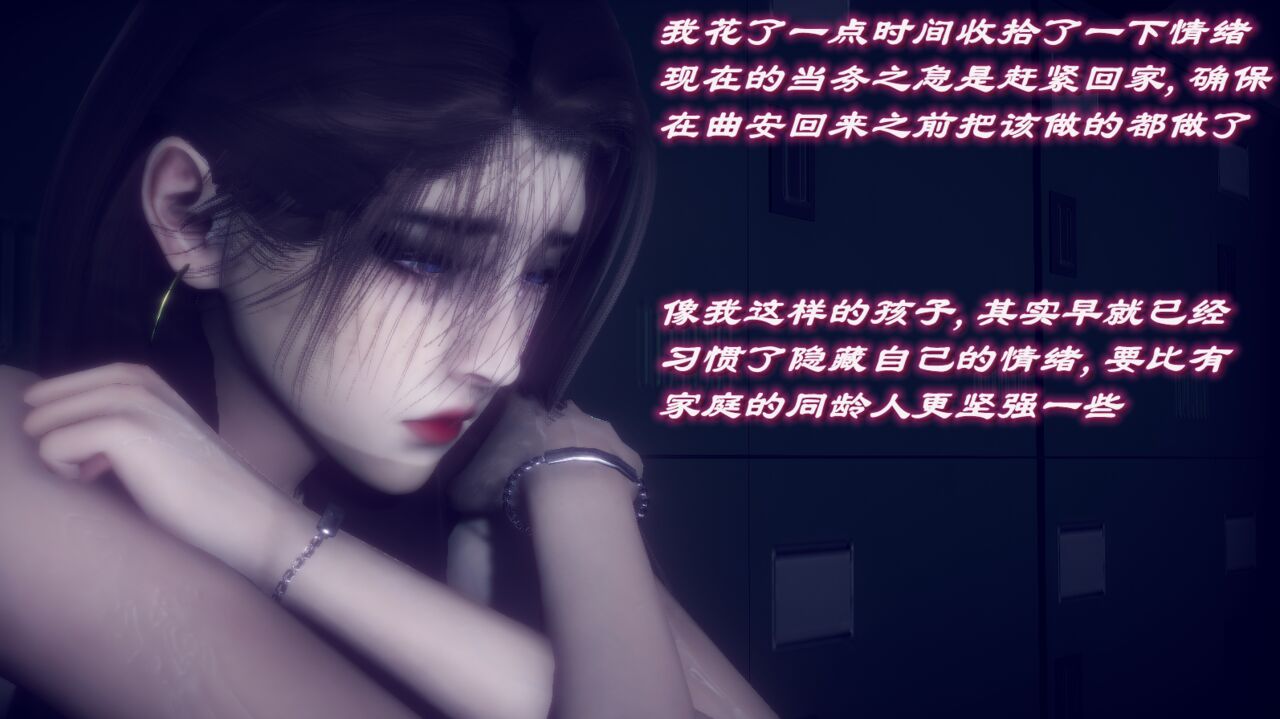 我花了一点时间收拾了一下情绪
现在的当务之急是赶紧回家,确保
在曲安回来之前把该做的都做了
像我这样的孩子,其实早就已经
习惯了隐藏自己的情绪,要比有
家庭的同龄人更坚强一些